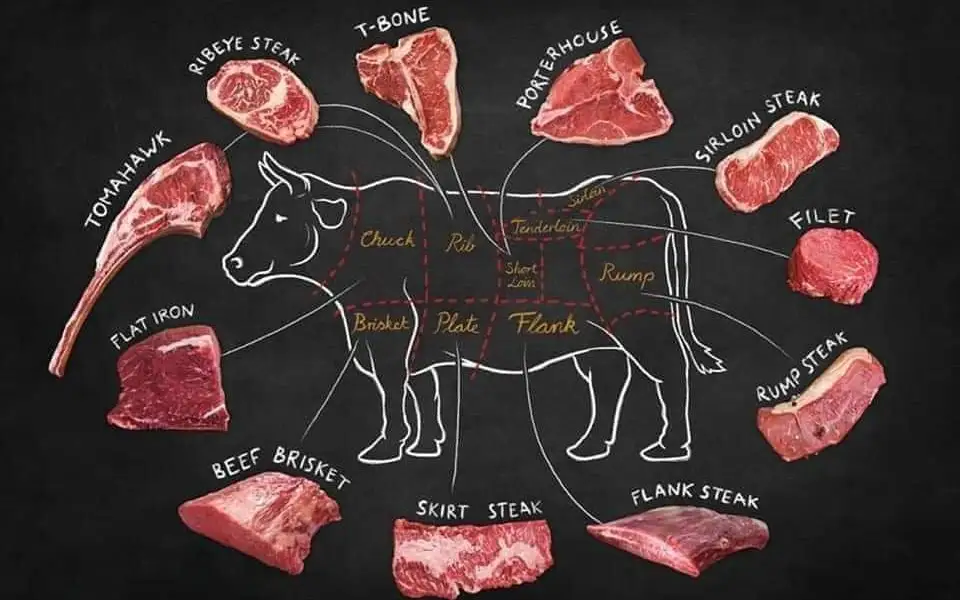 T-BONE
RIBEYE STEAK
PORTERHOUSE
SIRLOIN STEAK
TOMAHAWK
FILET
Sirloin
Tenderloin
Chuck
Rib
Short
Loin
Rump
FLAT IRON
Brisket
Plate
Flank
RUMP STEAK
BEEF BRISKET
SKIRT STEAK
FLANK STEAK